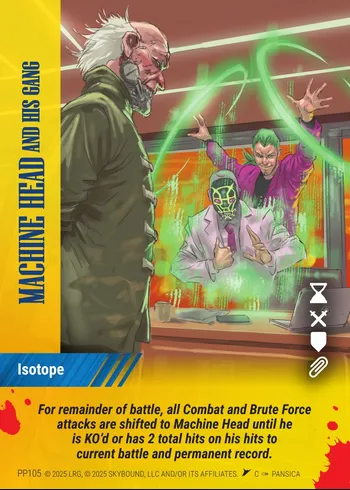 MACHINE HEAD AND HIS GANG
Isotope
For remainder of battle, all Combat and Brute Force
attacks are shifted to Machine Head until he
is KO'd or has 2 total hits on his hits to
current battle and permanent record.
PP105 © 2025 LRG, © 2025 SKYBOUND, LLC AND/OR ITS AFFILIATES. C PANSICA